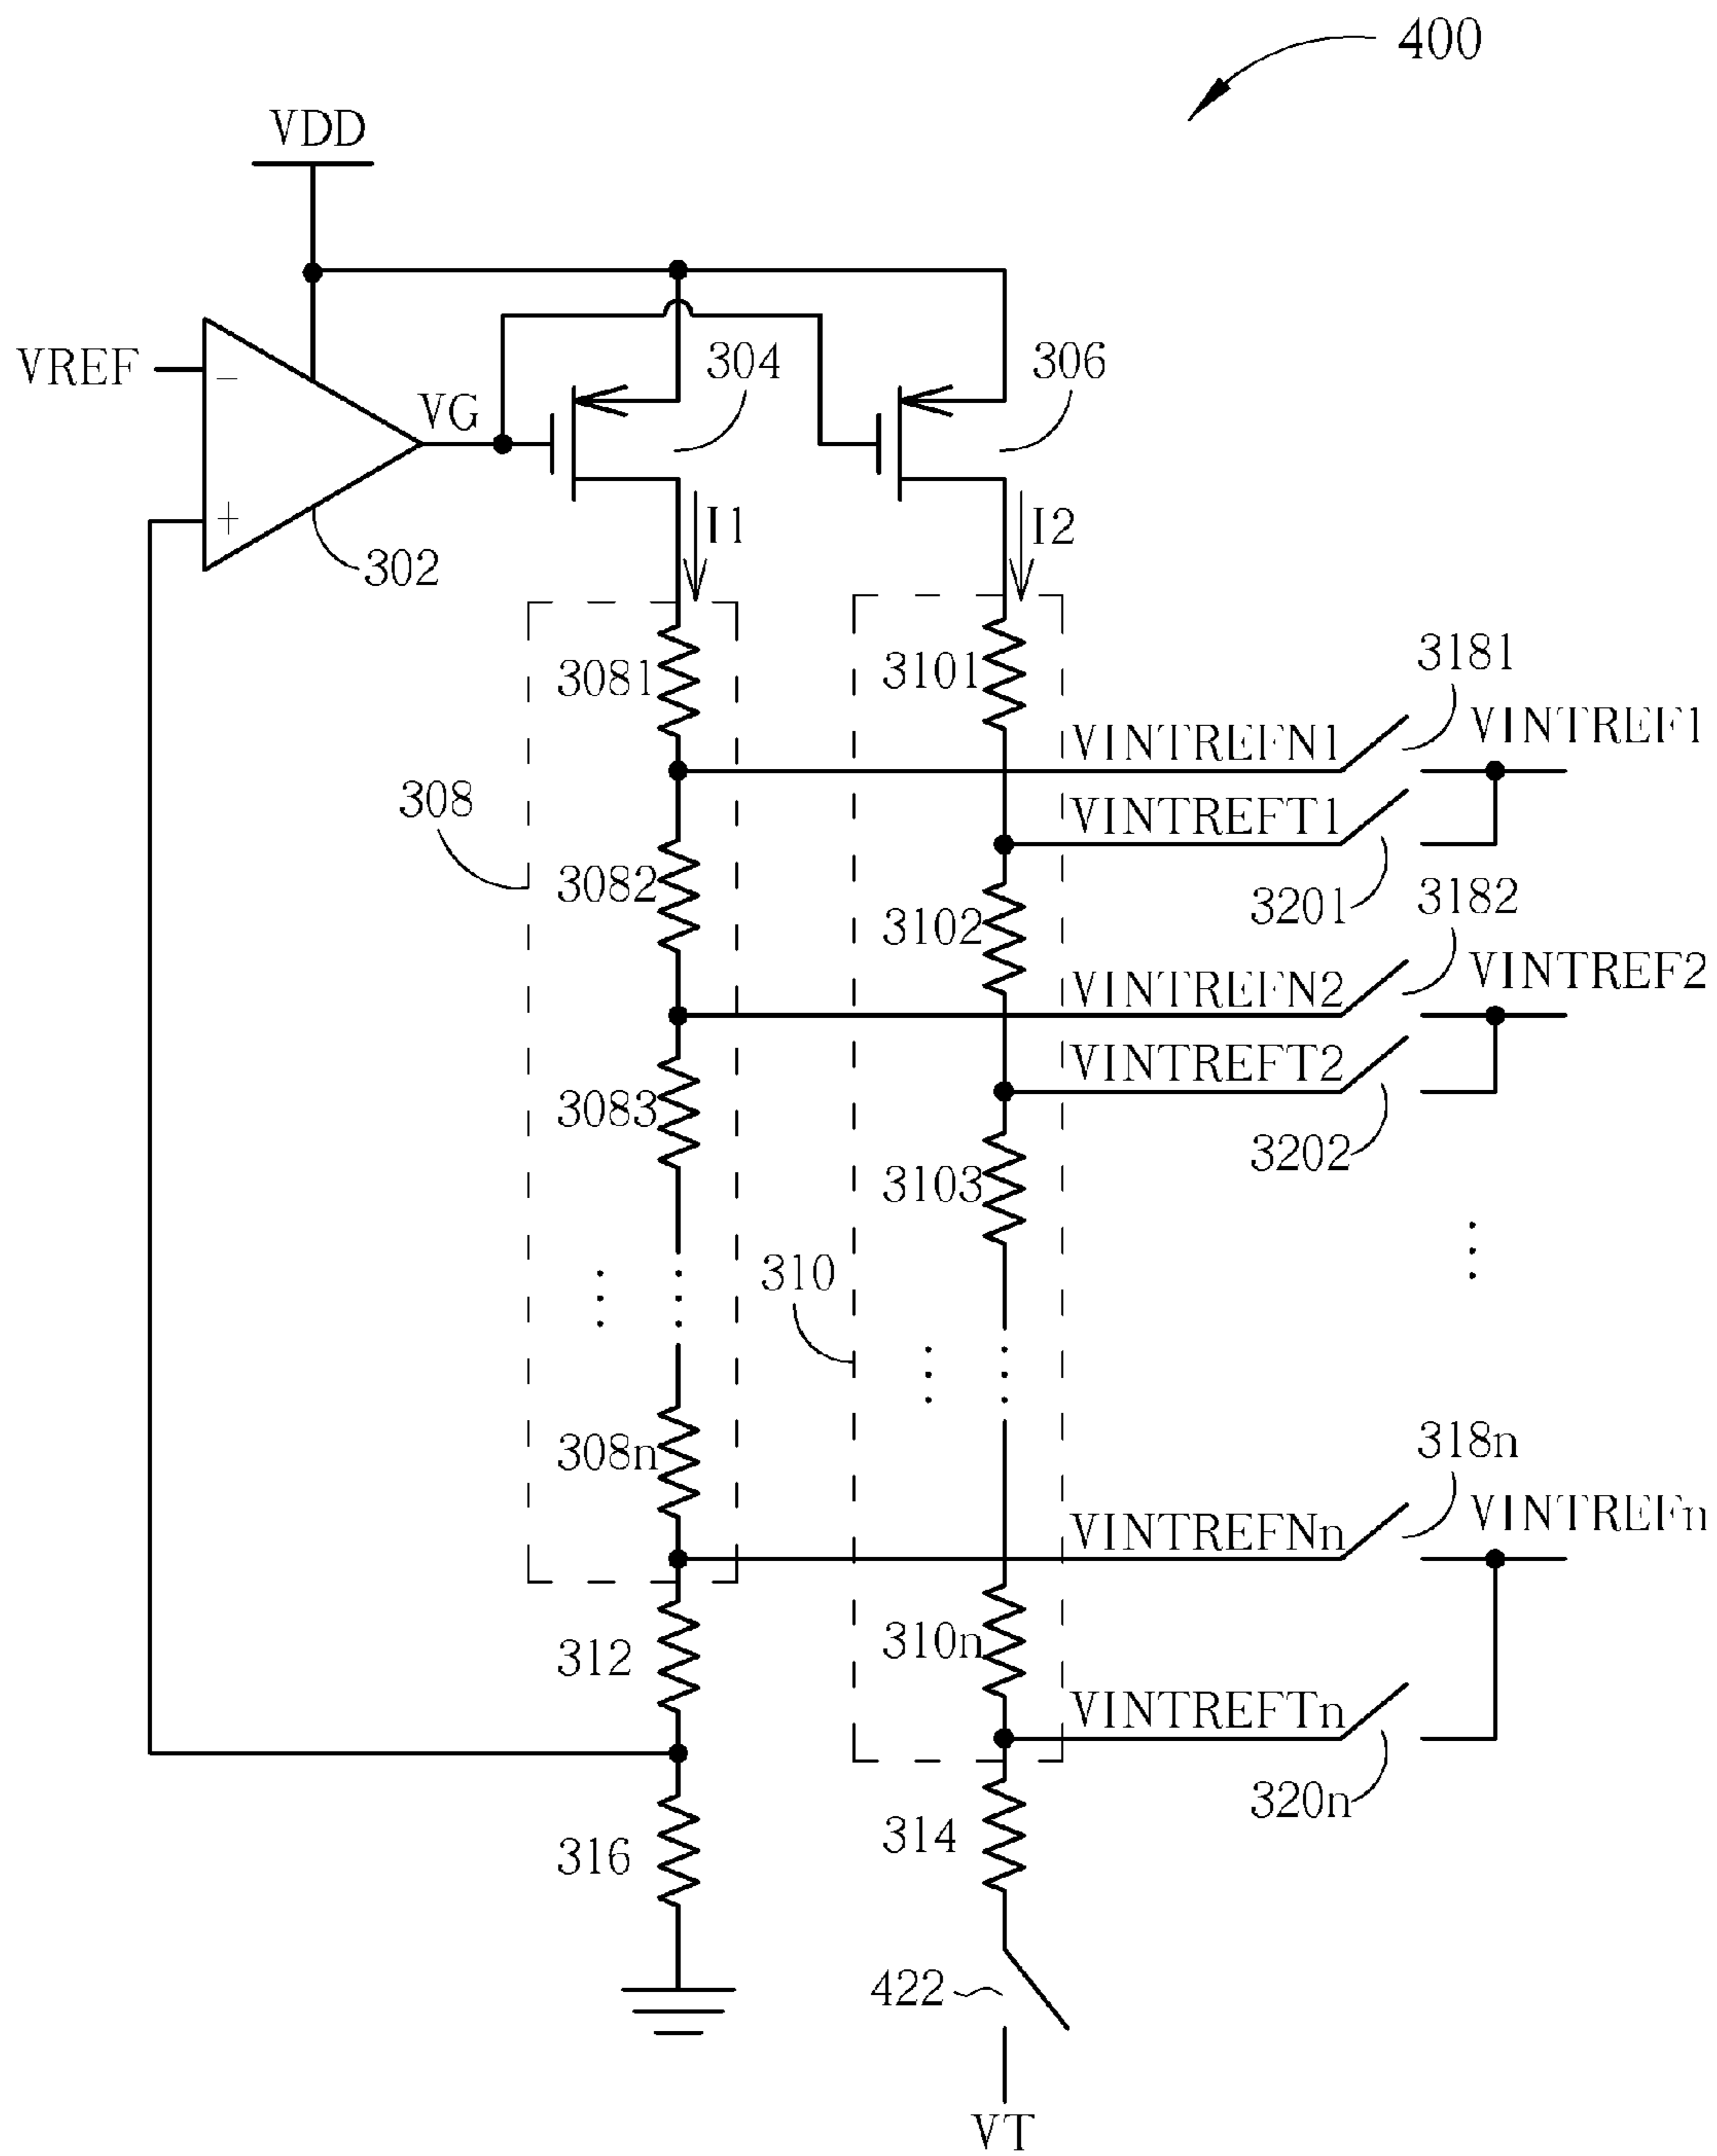 400
VDD
VREF
−
+
VG
302
304
306
I1
I2
3081
3101
3181
VINTREFN1
VINTREF1
308
VINTREFT1
3201
3082
3102
3182
VINTREFN2
VINTREF2
VINTREFT2
3202
3083
3103
310
308n
318n
VINTREFNn
VINTREFn
312
310n
VINTREFTn
320n
316
314
422
VT